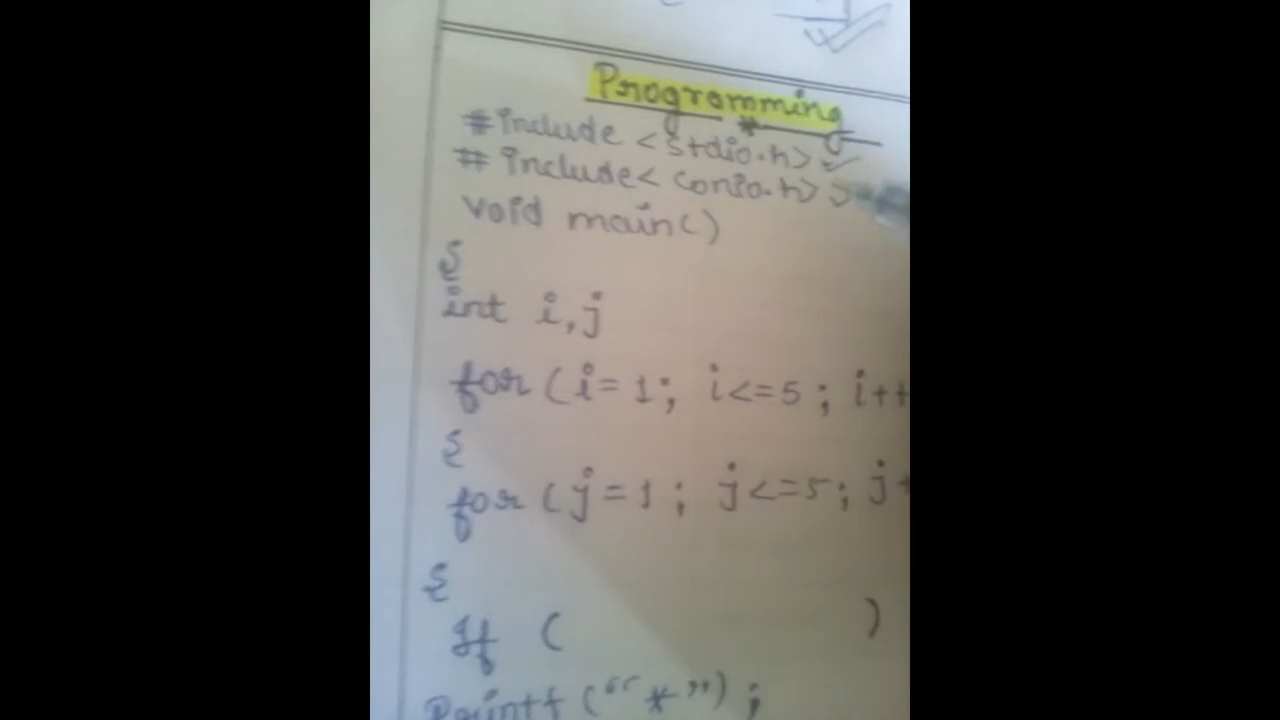 Programming
#include <stdio.h>
# include< conio.h>
void main()
{
int i,j
for (i=1; i<=5; i++
{
for (j=1; j<=5; j+
{
If (          )
Printf (“*”);